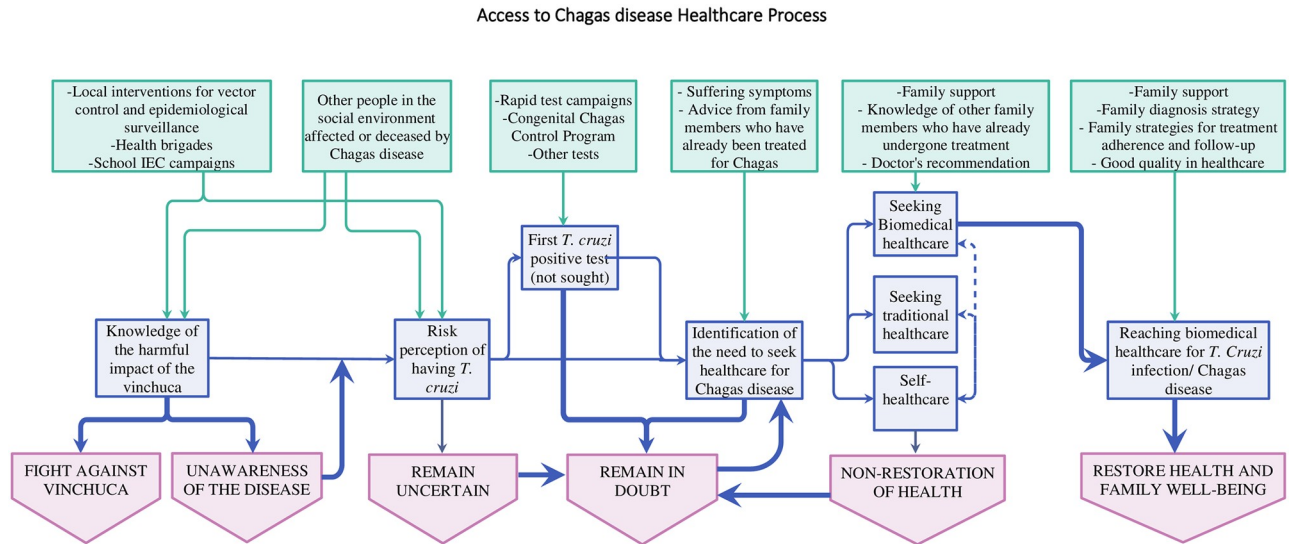 Access to Chagas disease Healthcare Process
-Local interventions for vector
control and epidemiological
surveillance
-Health brigades
-School IEC campaigns
Other people in the
social environment
affected or deceased by
Chagas disease
-Rapid test campaigns
-Congenital Chagas
Control Program
-Other tests
- Suffering symptoms
- Advice from family
members who have
already been treated
for Chagas
-Family support
- Knowledge of other family
members who have already
undergone treatment
- Doctor's recommendation
-Family support
-Family diagnosis strategy
- Family strategies for treatment
adherence and follow-up
- Good quality in healthcare
Knowledge of
the harmful
impact of the
vinchuca
Risk
perception of
having T.
cruzi
First T. cruzi
positive test
(not sought)
Identification of
the need to seek
healthcare for
Chagas disease
Seeking
Biomedical
healthcare
Seeking
traditional
healthcare
Self-
healthcare
Reaching biomedical
healthcare for T. Cruzi
infection/ Chagas
disease
FIGHT AGAINST
VINCHUCA
UNAWARENESS
OF THE DISEASE
REMAIN
UNCERTAIN
REMAIN IN
DOUBT
NON-RESTORATION
OF HEALTH
RESTORE HEALTH AND
FAMILY WELL-BEING